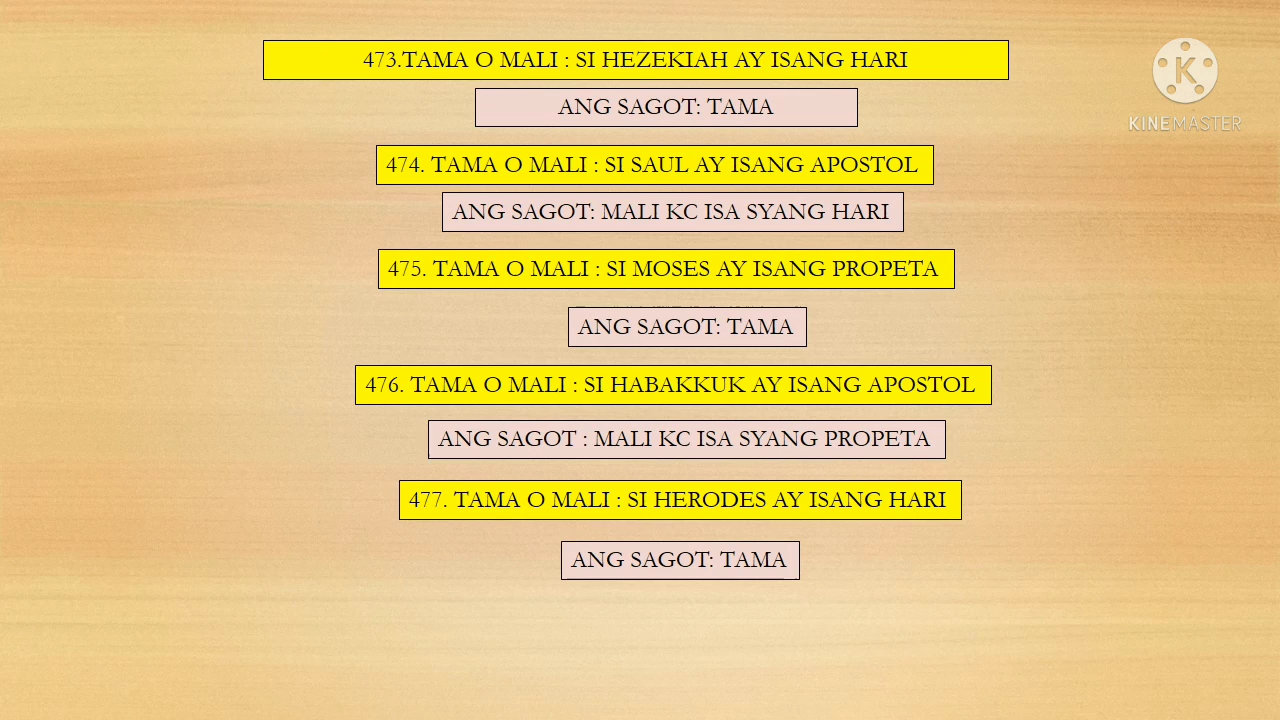 473.TAMA O MALI : SI HEZEKIAH AY ISANG HARI
K
KINEMASTER
ANG SAGOT: TAMA
474. TAMA O MALI : SI SAUL AY ISANG APOSTOL
ANG SAGOT: MALI KC ISA SYANG HARI
475. TAMA O MALI : SI MOSES AY ISANG PROPETA
ANG SAGOT: TAMA
476. TAMA O MALI : SI HABAKKUK AY ISANG APOSTOL
ANG SAGOT : MALI KC ISA SYANG PROPETA
477. TAMA O MALI : SI HERODES AY ISANG HARI
ANG SAGOT: TAMA